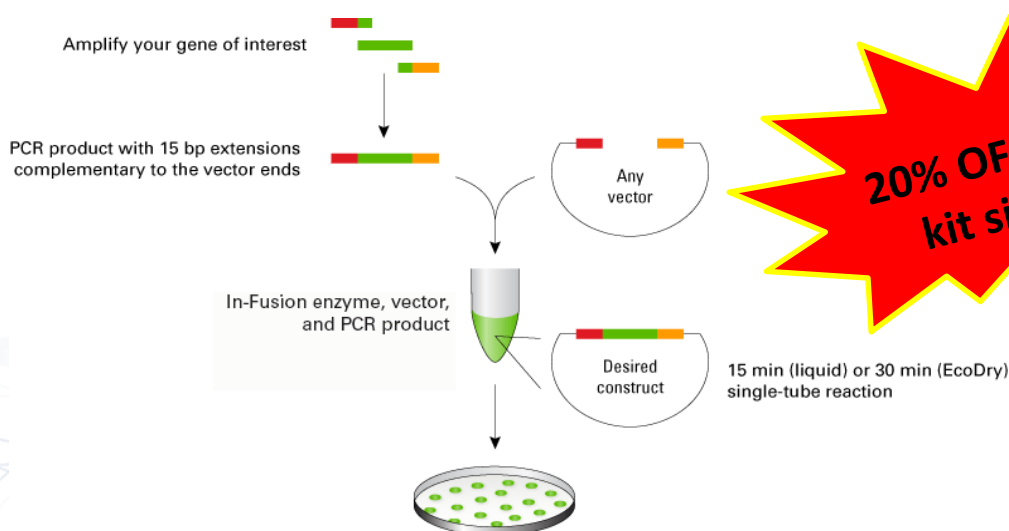 Amplify your gene of interest
PCR product with 15 bp extensions
complementary to the vector ends
Any
vector
20% OF
kit si
In-Fusion enzyme, vector,
and PCR product
Desired
construct
15 min (liquid) or 30 min (EcoDry)
single-tube reaction